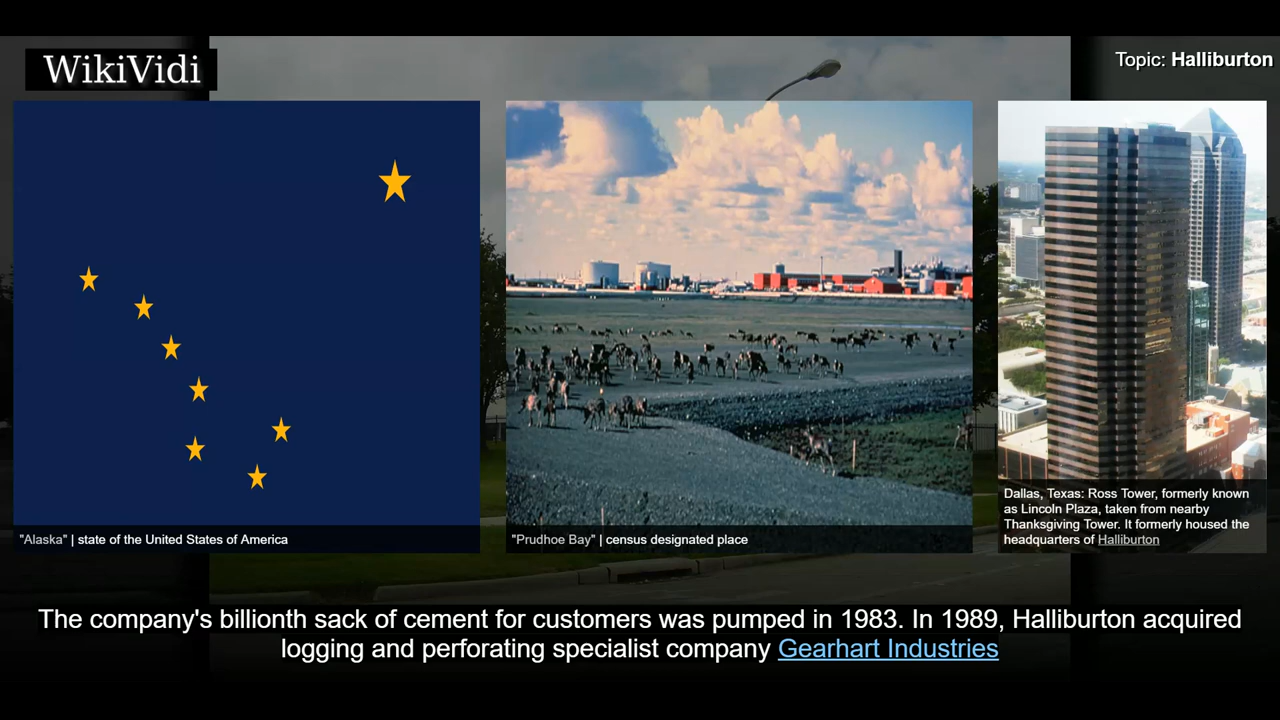 WikiVidi
Topic: Halliburton
"Alaska" | state of the United States of America
"Prudhoe Bay" | census designated place
Dallas, Texas: Ross Tower, formerly known
as Lincoln Plaza, taken from nearby
Thanksgiving Tower. It formerly housed the
headquarters of Halliburton
The company's billionth sack of cement for customers was pumped in 1983. In 1989, Halliburton acquired
logging and perforating specialist company Gearhart Industries